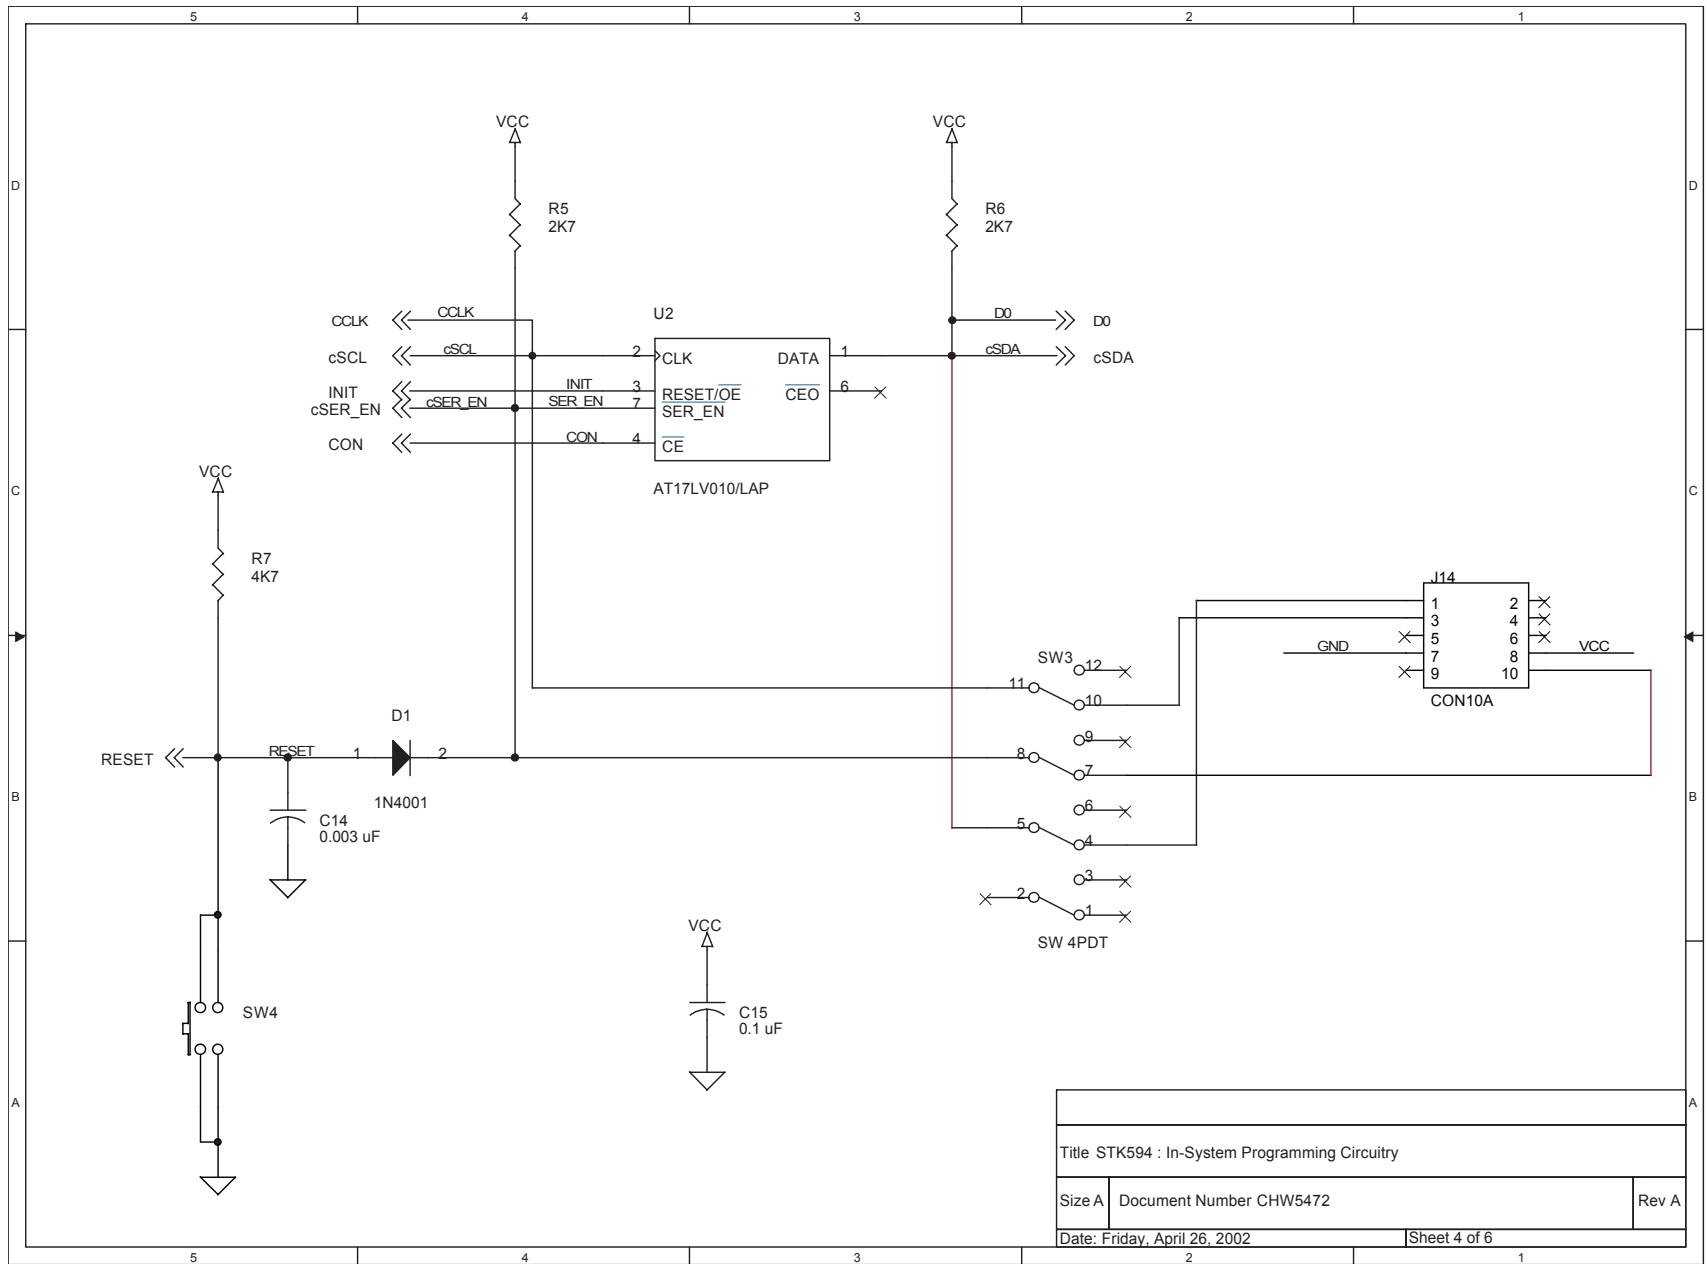 5 4 3 2 1
D D
C C
B B
A A
VCC
R5
2K7
VCC
R6
2K7
CCLK CCLK
cSCL cSCL
INIT INIT
cSER_EN cSER_EN SER_EN
CON CON
U2
2 CLK
3 RESET/OE
7 SER_EN
4 CE
DATA 1
CEO 6
AT17LV010/LAP
D0 D0
cSDA cSDA
VCC
R7
4K7
RESET RESET
1 D1 2
1N4001
C14
0.003 uF
SW4
VCC
C15
0.1 uF
SW3
12
11
10
9
8
7
6
5
4
3
2
1
SW 4PDT
J14
1 2
3 4
5 6
GND 7 8 VCC
9 10
CON10A
Title STK594 : In-System Programming Circuitry
Size A Document Number CHW5472 Rev A
Date: Friday, April 26, 2002 Sheet 4 of 6
5 4 3 2 1